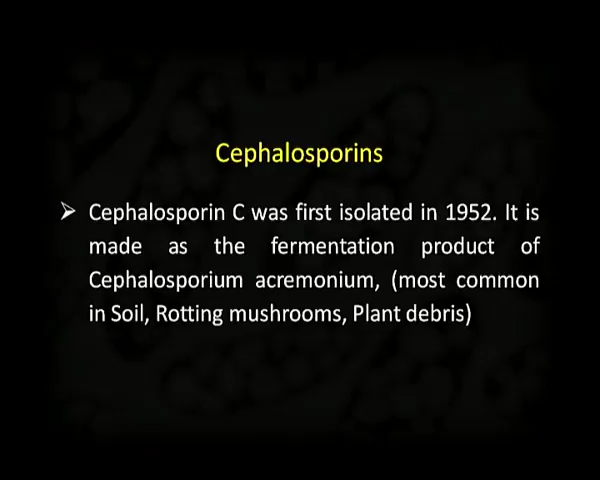 Cephalosporins
➢ Cephalosporin C was first isolated in 1952. It is
made as the fermentation product of
Cephalosporium acremonium, (most common
in Soil, Rotting mushrooms, Plant debris)